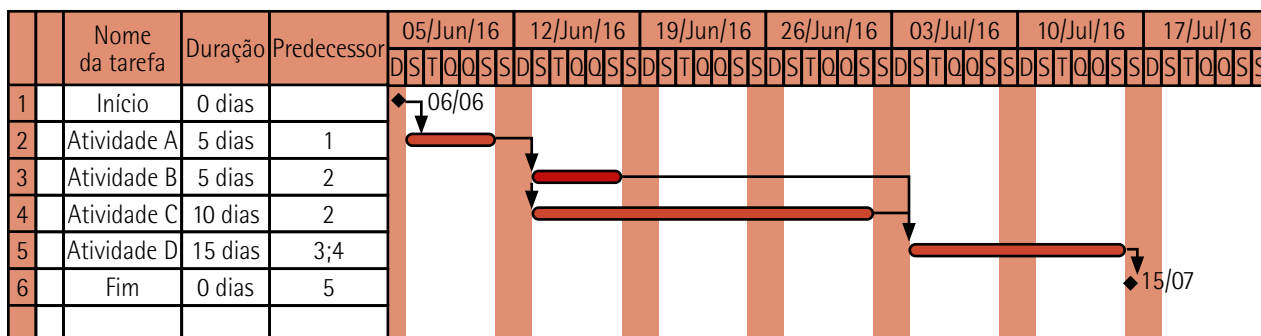 Nome da tarefa Duração Predecessor 05/Jun/16 12/Jun/16 19/Jun/16 26/Jun/16 03/Jul/16 10/Jul/16 17/Jul/16
D S T Q Q S S D S T Q Q S S D S T Q Q S S D S T Q Q S S D S T Q Q S S D S T Q Q S S D S T Q Q S S
1 Início 0 dias 06/06
2 Atividade A 5 dias 1
3 Atividade B 5 dias 2
4 Atividade C 10 dias 2
5 Atividade D 15 dias 3;4
6 Fim 0 dias 5 15/07